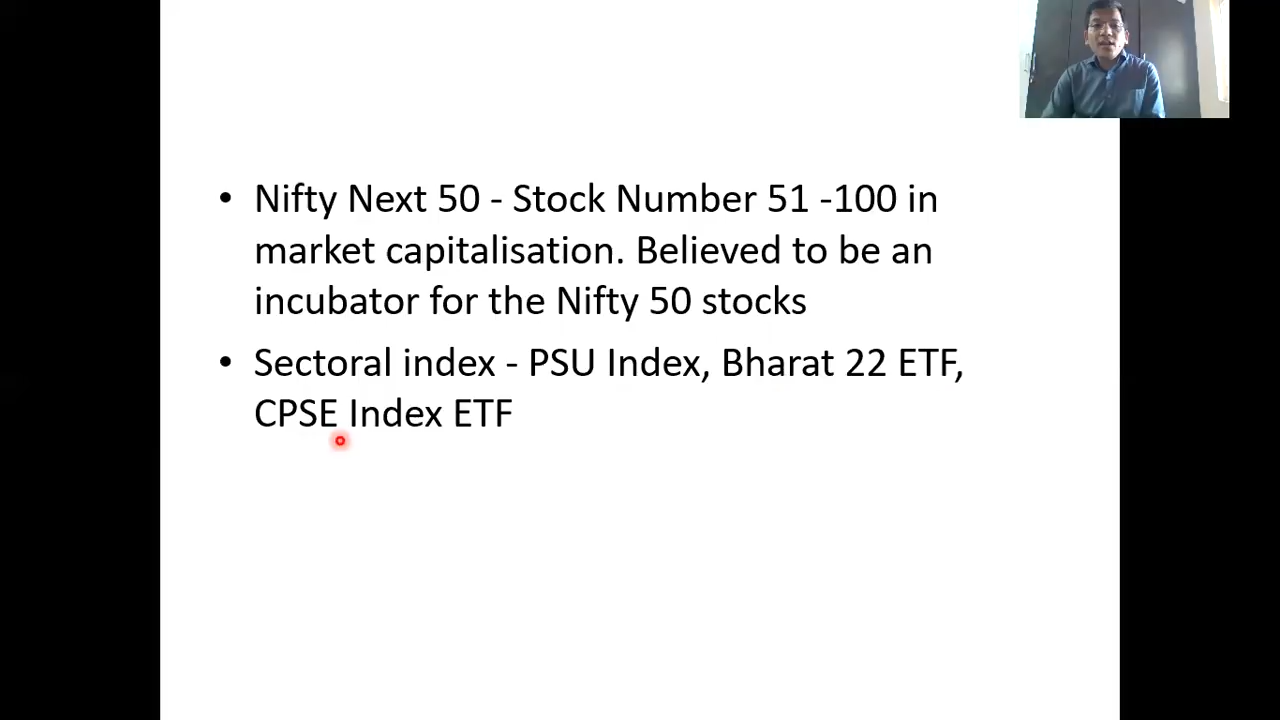 • Nifty Next 50 - Stock Number 51 -100 in
market capitalisation. Believed to be an
incubator for the Nifty 50 stocks
• Sectoral index - PSU Index, Bharat 22 ETF,
CPSE Index ETF